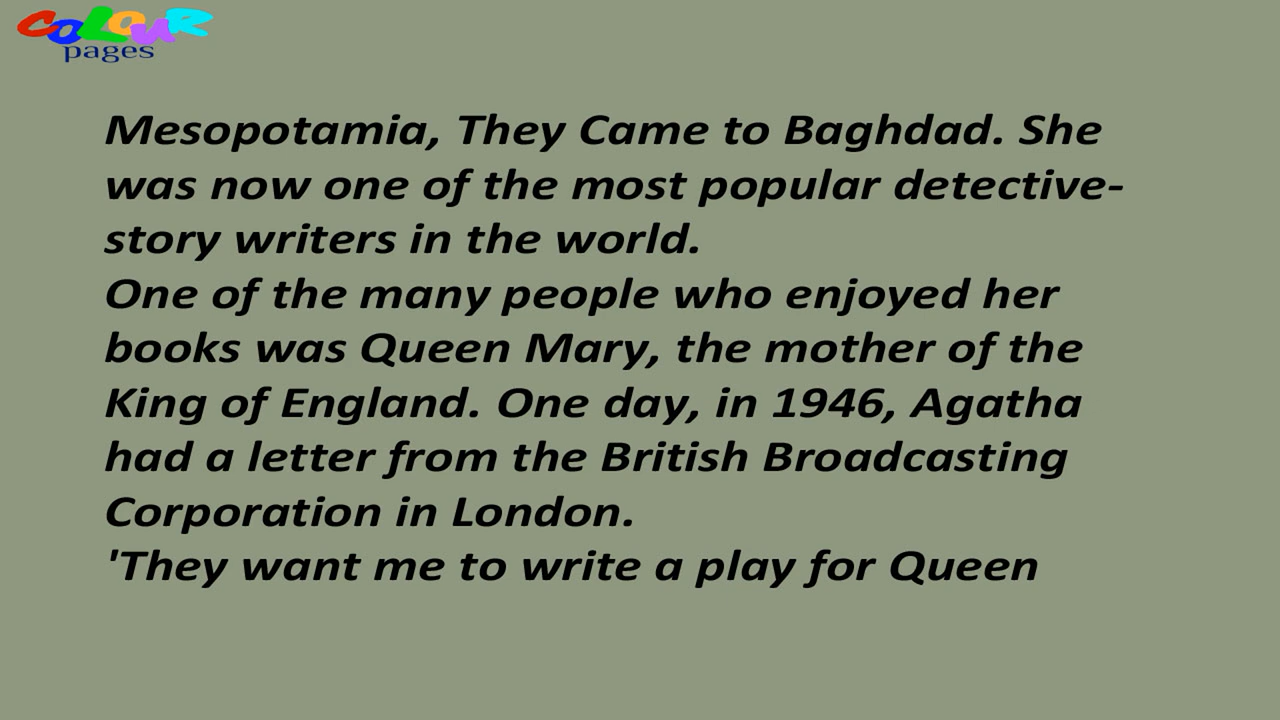 COLOUR
pages
Mesopotamia, They Came to Baghdad. She
was now one of the most popular detective-
story writers in the world.
One of the many people who enjoyed her
books was Queen Mary, the mother of the
King of England. One day, in 1946, Agatha
had a letter from the British Broadcasting
Corporation in London.
'They want me to write a play for Queen